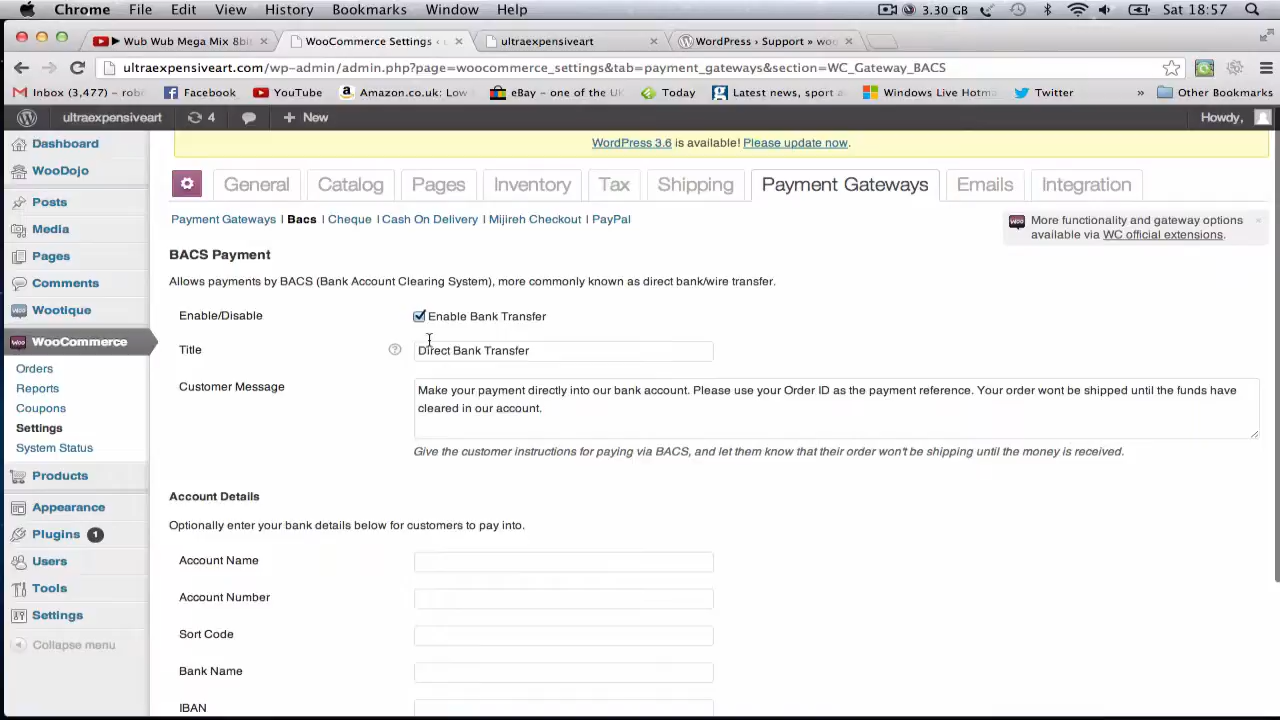 Chrome File Edit View History Bookmarks Window Help 3.30 GB Sat 18:57
▶ Wub Wub Mega Mix 8bit
WooCommerce Settings ‹ u
ultraexpensiveart
WordPress › Support » woo
ultraexpensiveart.com/wp-admin/admin.php?page=woocommerce_settings&tab=payment_gateways&section=WC_Gateway_BACS
Inbox (3,477) – robe Facebook YouTube Amazon.co.uk: Low eBay – one of the UK Today Latest news, sport a Windows Live Hotma Twitter » Other Bookmarks
ultraexpensiveart 4 + New Howdy,
WordPress 3.6 is available! Please update now.
General Catalog Pages Inventory Tax Shipping Payment Gateways Emails Integration
Payment Gateways | Bacs | Cheque | Cash On Delivery | Mijireh Checkout | PayPal
More functionality and gateway options
available via WC official extensions.
BACS Payment
Allows payments by BACS (Bank Account Clearing System), more commonly known as direct bank/wire transfer.
Enable/Disable Enable Bank Transfer
Title ? Direct Bank Transfer
Customer Message Make your payment directly into our bank account. Please use your Order ID as the payment reference. Your order wont be shipped until the funds have
cleared in our account.
Give the customer instructions for paying via BACS, and let them know that their order won't be shipping until the money is received.
Account Details
Optionally enter your bank details below for customers to pay into.
Account Name
Account Number
Sort Code
Bank Name
IBAN
Dashboard
WooDojo
Posts
Media
Pages
Comments
Wootique
WooCommerce
Orders
Reports
Coupons
Settings
System Status
Products
Appearance
Plugins 1
Users
Tools
Settings
Collapse menu